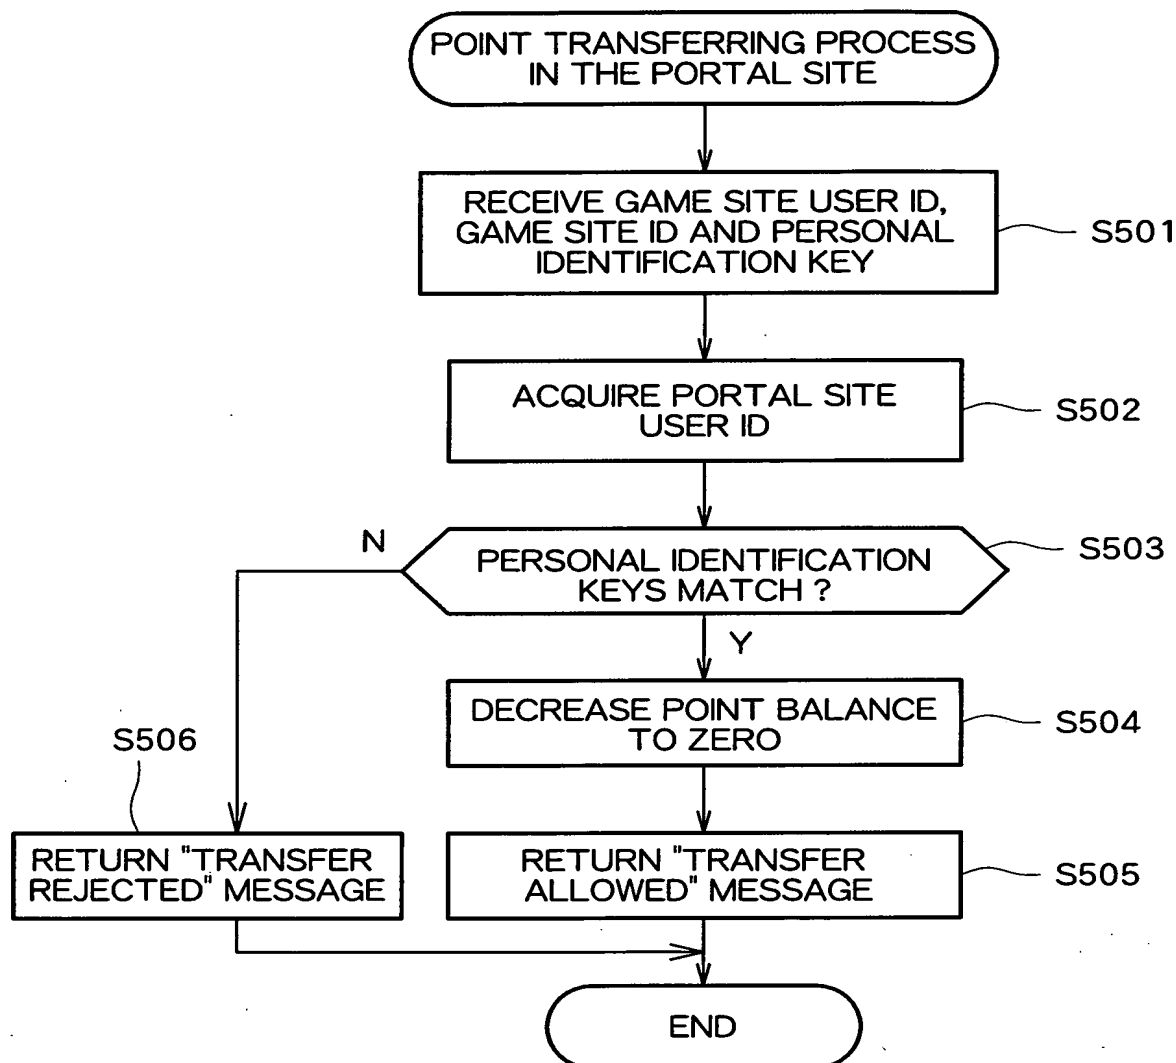 POINT TRANSFERRING PROCESS
IN THE PORTAL SITE
RECEIVE GAME SITE USER ID,
GAME SITE ID AND PERSONAL
IDENTIFICATION KEY
S501
ACQUIRE PORTAL SITE
USER ID
S502
N
PERSONAL IDENTIFICATION
KEYS MATCH ?
S503
Y
DECREASE POINT BALANCE
TO ZERO
S504
S506
RETURN "TRANSFER
REJECTED" MESSAGE
RETURN "TRANSFER
ALLOWED" MESSAGE
S505
END